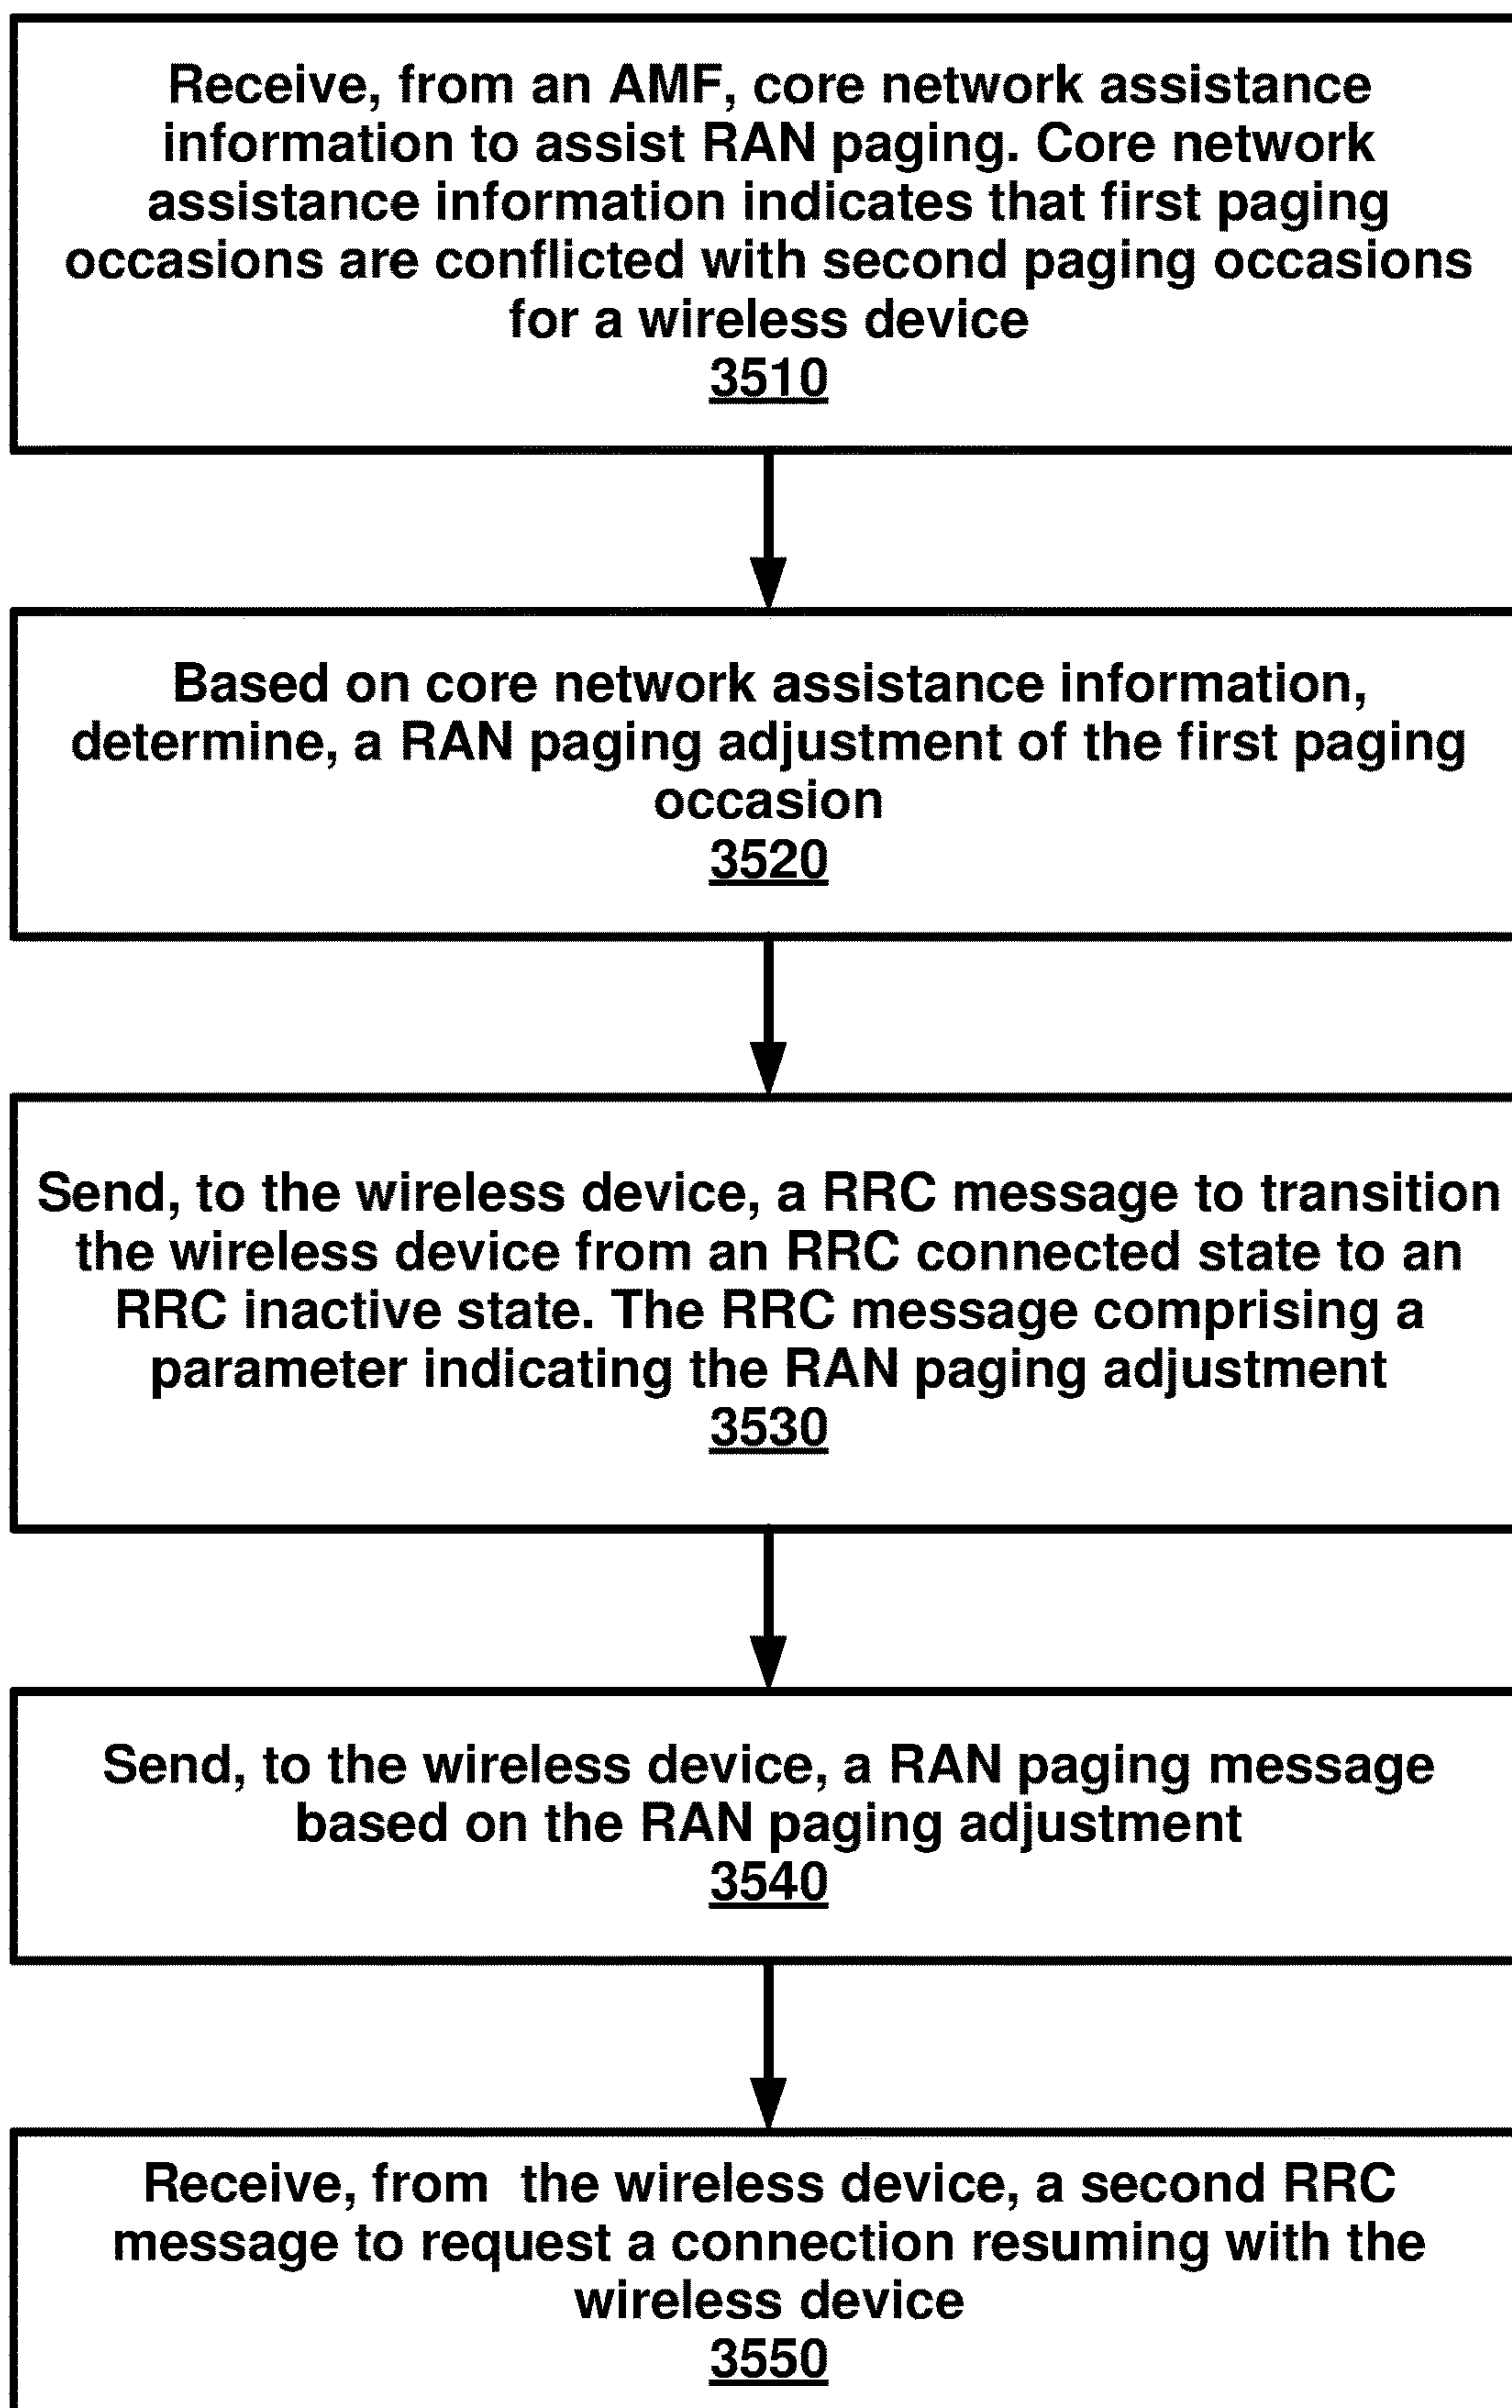 Receive, from an AMF, core network assistance
information to assist RAN paging. Core network
assistance information indicates that first paging
occasions are conflicted with second paging occasions
for a wireless device
3510
Based on core network assistance information,
determine, a RAN paging adjustment of the first paging
occasion
3520
Send, to the wireless device, a RRC message to transition
the wireless device from an RRC connected state to an
RRC inactive state. The RRC message comprising a
parameter indicating the RAN paging adjustment
3530
Send, to the wireless device, a RAN paging message
based on the RAN paging adjustment
3540
Receive, from  the wireless device, a second RRC
message to request a connection resuming with the
wireless device
3550